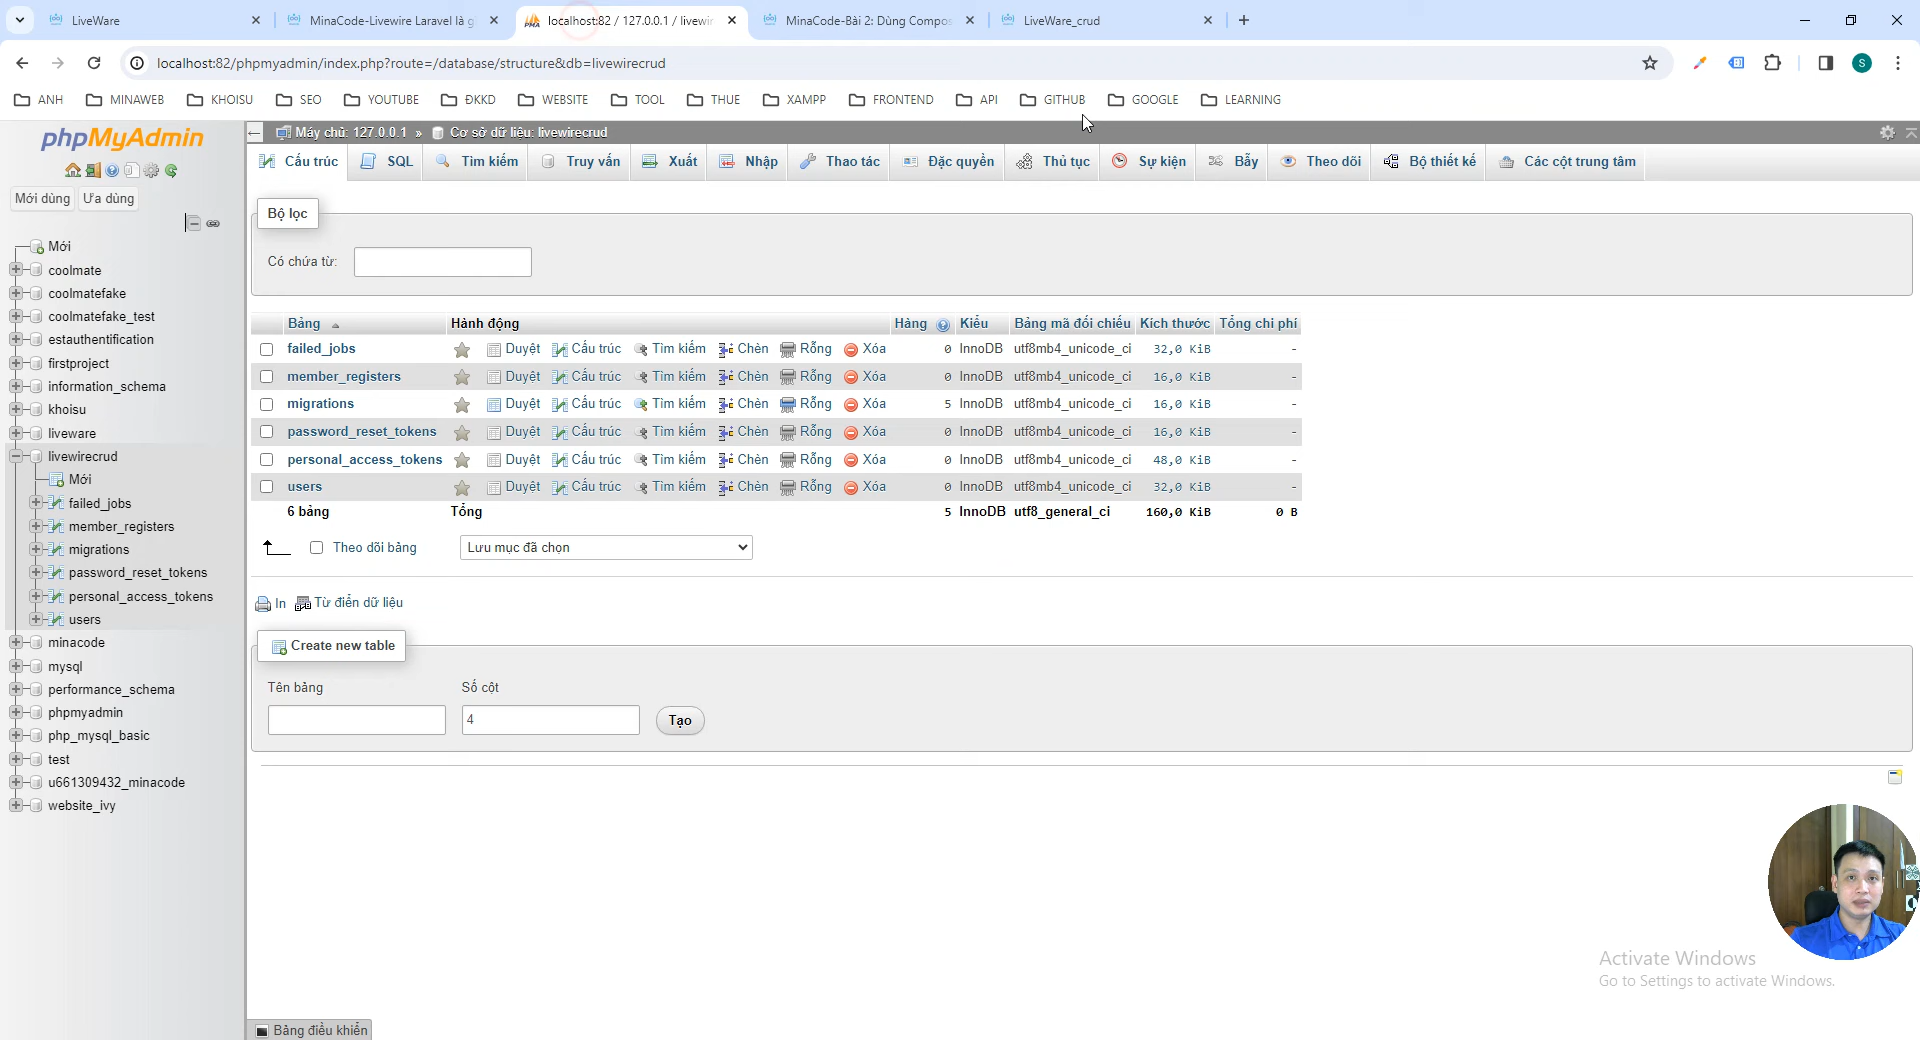 LiveWare
MinaCode-Livewire Laravel là g
localhost:82 / 127.0.0.1 / livewir
MinaCode-Bài 2: Dùng Compos
LiveWare_crud
localhost:82/phpmyadmin/index.php?route=/database/structure&db=livewirecrud
S
ANH MINAWEB KHOISU SEO YOUTUBE ĐKKD WEBSITE TOOL THUE XAMPP FRONTEND API GITHUB GOOGLE LEARNING
phpMyAdmin
Mới dùng Ưa dùng
Mới
coolmate
coolmatefake
coolmatefake_test
estauthentification
firstproject
information_schema
khoisu
liveware
livewirecrud
Mới
failed_jobs
member_registers
migrations
password_reset_tokens
personal_access_tokens
users
minacode
mysql
performance_schema
phpmyadmin
php_mysql_basic
test
u661309432_minacode
website_ivy
Máy chủ: 127.0.0.1 » Cơ sở dữ liệu: livewirecrud
Cấu trúc SQL Tìm kiếm Truy vấn Xuất Nhập Thao tác Đặc quyền Thủ tục Sự kiện Bẫy Theo dõi Bộ thiết kế Các cột trung tâm
Bộ lọc
Có chứa từ:
Bảng Hành động Hàng Kiểu Bảng mã đối chiếu Kích thước Tổng chi phí
failed_jobs Duyệt Cấu trúc Tìm kiếm Chèn Rỗng Xóa 0 InnoDB utf8mb4_unicode_ci 32,0 KiB -
member_registers Duyệt Cấu trúc Tìm kiếm Chèn Rỗng Xóa 0 InnoDB utf8mb4_unicode_ci 16,0 KiB -
migrations Duyệt Cấu trúc Tìm kiếm Chèn Rỗng Xóa 5 InnoDB utf8mb4_unicode_ci 16,0 KiB -
password_reset_tokens Duyệt Cấu trúc Tìm kiếm Chèn Rỗng Xóa 0 InnoDB utf8mb4_unicode_ci 16,0 KiB -
personal_access_tokens Duyệt Cấu trúc Tìm kiếm Chèn Rỗng Xóa 0 InnoDB utf8mb4_unicode_ci 48,0 KiB -
users Duyệt Cấu trúc Tìm kiếm Chèn Rỗng Xóa 0 InnoDB utf8mb4_unicode_ci 32,0 KiB -
6 bảng Tổng 5 InnoDB utf8_general_ci 160,0 KiB 0 B
Theo dõi bảng Lưu mục đã chọn
In Từ điển dữ liệu
Create new table
Tên bảng Số cột
4 Tạo
Activate Windows
Go to Settings to activate Windows.
Bảng điều khiển